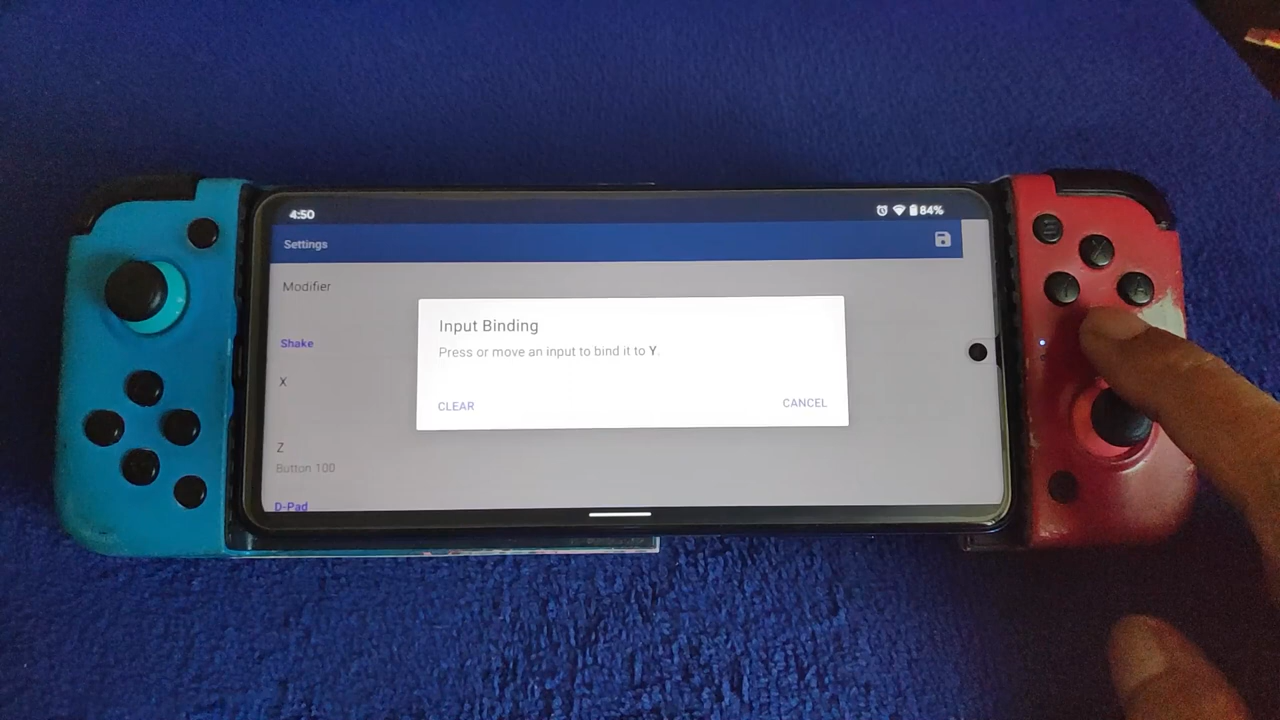 4:50
84%
Settings
Modifier
Input Binding
Press or move an input to bind it to Y.
Shake
X
CLEAR
CANCEL
Z
Button 100
D-Pad
X
Y
A